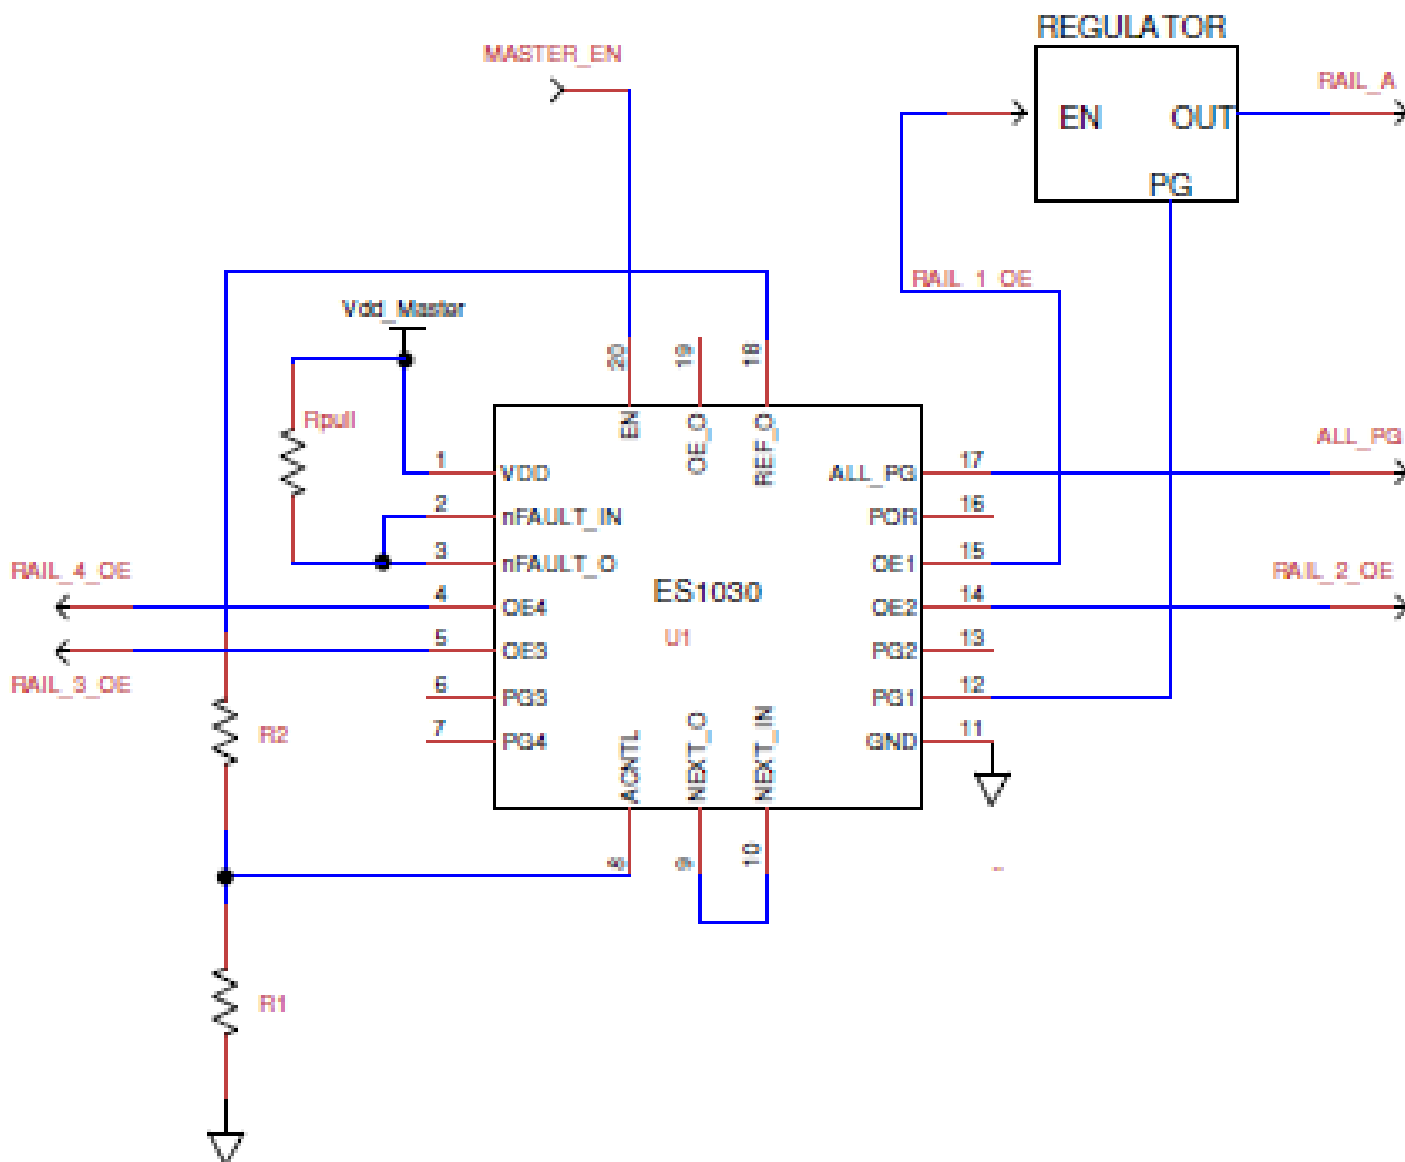 REGULATOR
MASTER_EN
RAIL_A
EN
OUT
PG
RAIL_1_OE
Vdd_Master
20
19
18
Rpull
EN
OE_O
REF_O
ALL_PG
1
VDD
ALL_PG
17
2
nFAULT_IN
POR
16
3
nFAULT_O
OE1
15
RAIL_4_OE
ES1030
RAIL_2_OE
4
OE4
OE2
14
U1
5
OE3
PG2
13
RAIL_3_OE
6
PG3
PG1
12
R2
7
PG4
GND
11
ACNTL
NEXT_O
NEXT_IN
8
9
10
R1